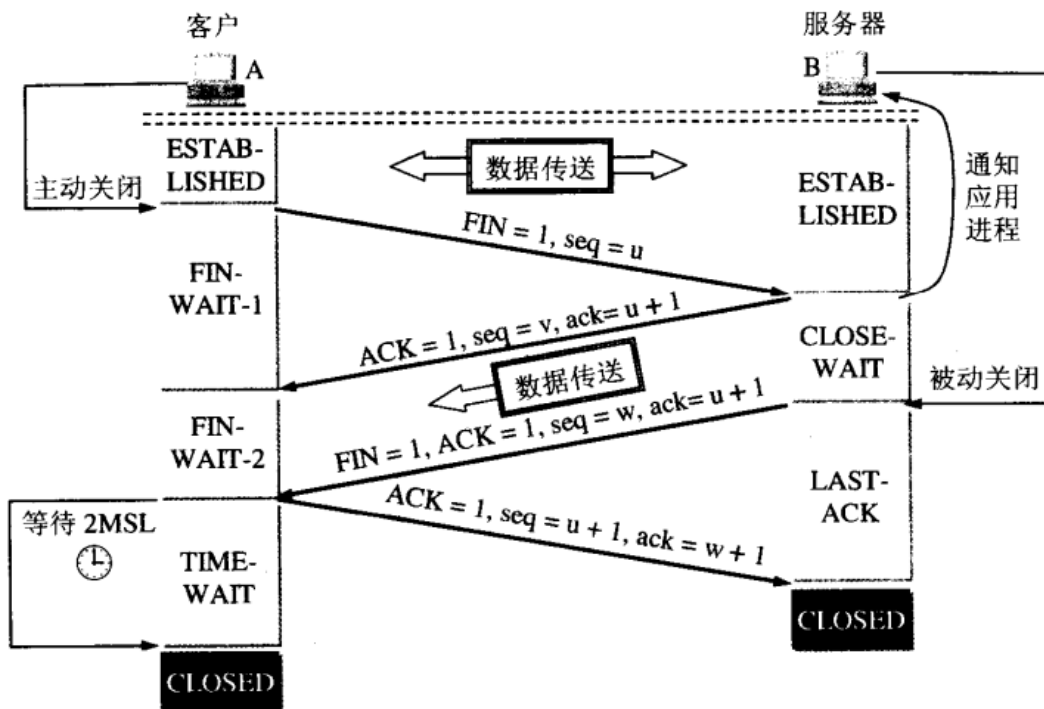 客户
服务器
A
B
ESTAB-
LISHED
数据传送
ESTAB-
LISHED
通知
应用
进程
主动关闭
FIN = 1, seq = u
FIN-
WAIT-1
ACK = 1, seq = v, ack= u + 1
CLOSE-
WAIT
数据传送
被动关闭
FIN = 1, ACK = 1, seq = w, ack= u + 1
FIN-
WAIT-2
ACK = 1, seq = u + 1, ack = w + 1
LAST-
ACK
等待 2MSL
TIME-
WAIT
CLOSED
CLOSED